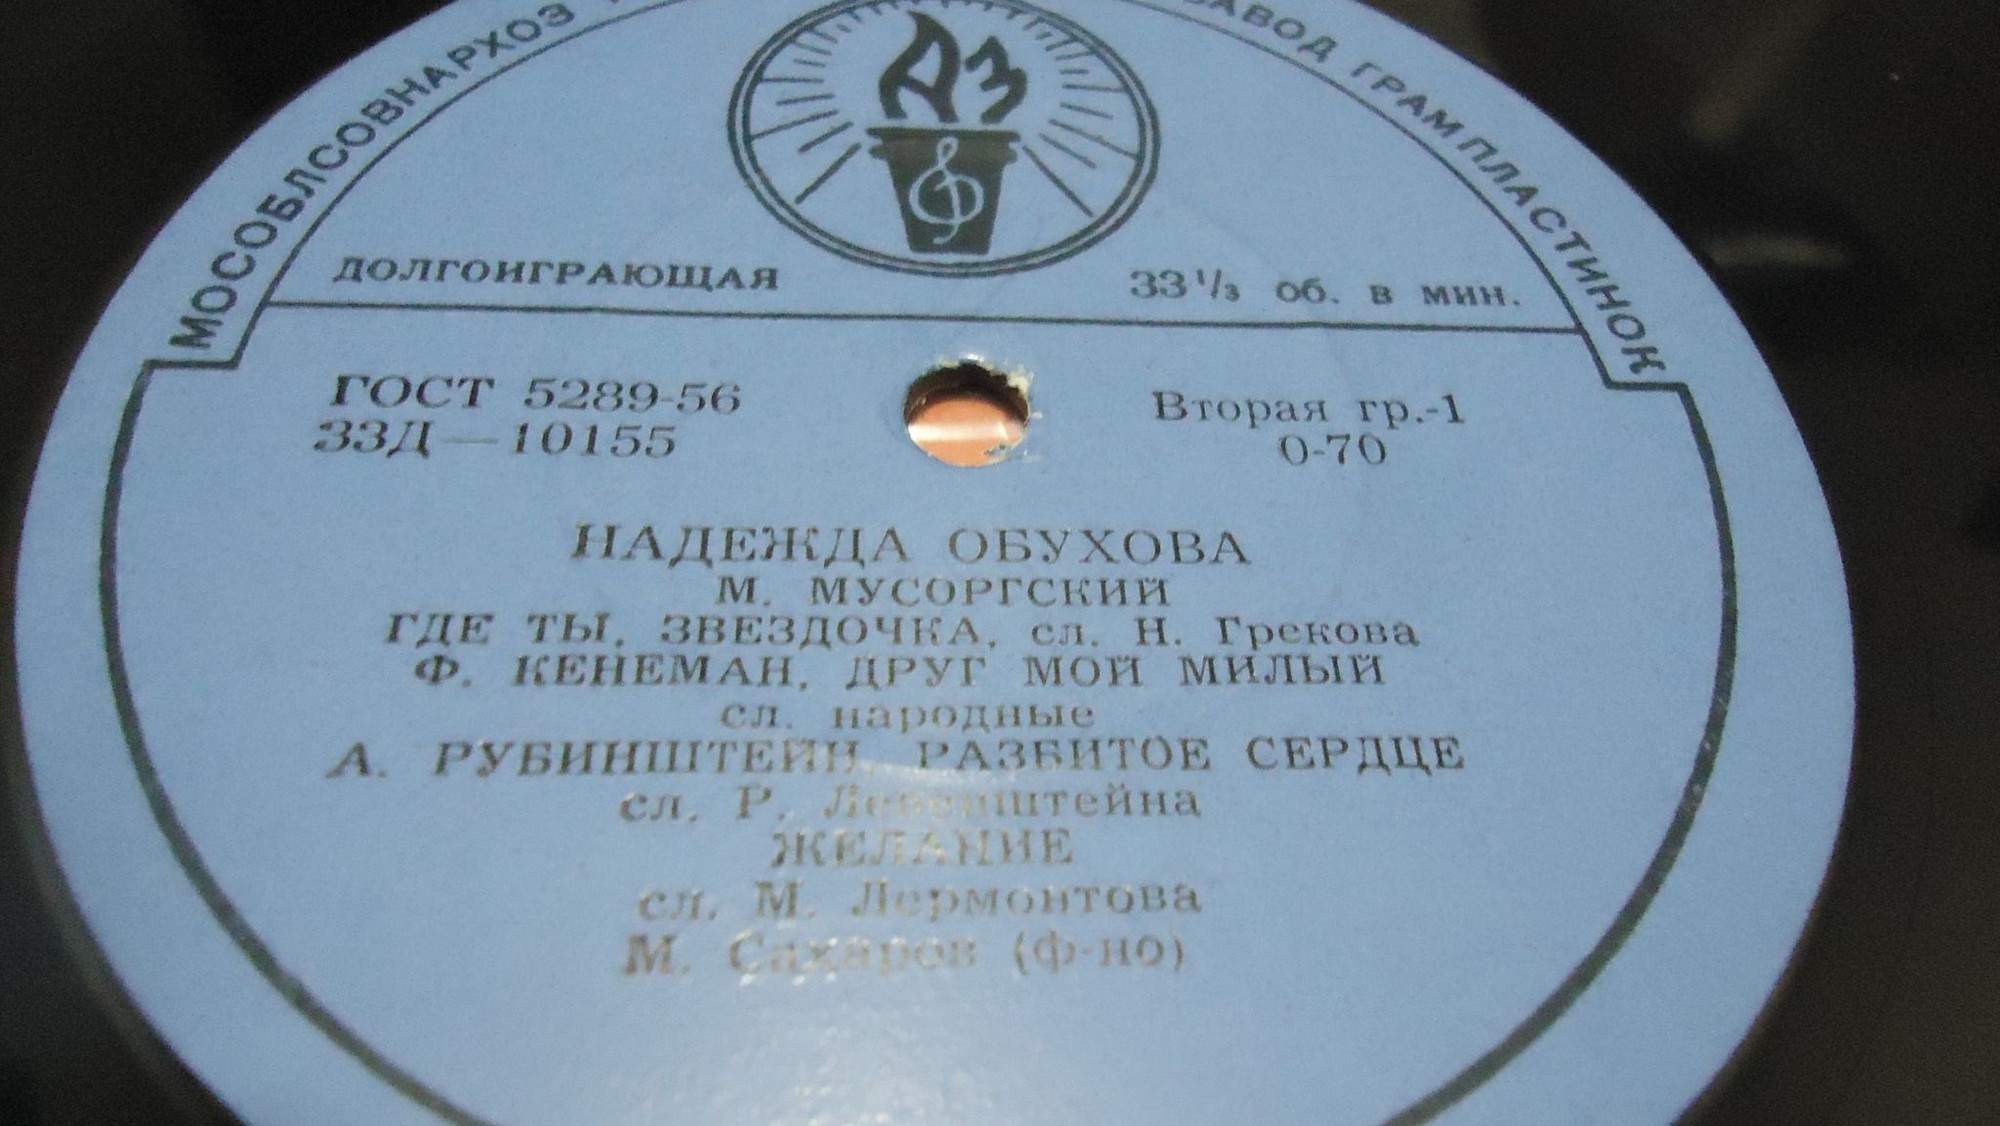 МОСОБЛСОВНАРХОЗ
ЗАВОД ГРАМПЛАСТИНОК
АЗ
ДОЛГОИГРАЮЩАЯ
33 1/3 об. в мин.
ГОСТ 5289-56
33Д—10155
Вторая гр.-1
0-70
НАДЕЖДА ОБУХОВА
М. МУСОРГСКИЙ
ГДЕ ТЫ, ЗВЕЗДОЧКА, сл. Н. Грекова
Ф. КЕНЕМАН, ДРУГ МОЙ МИЛЫЙ
сл. народные
А. РУБИНШТЕЙН, РАЗБИТОЕ СЕРДЦЕ
сл. Р. Левенштейна
ЖЕЛАНИЕ
сл. М. Лермонтова
М. Сахаров (ф-но)